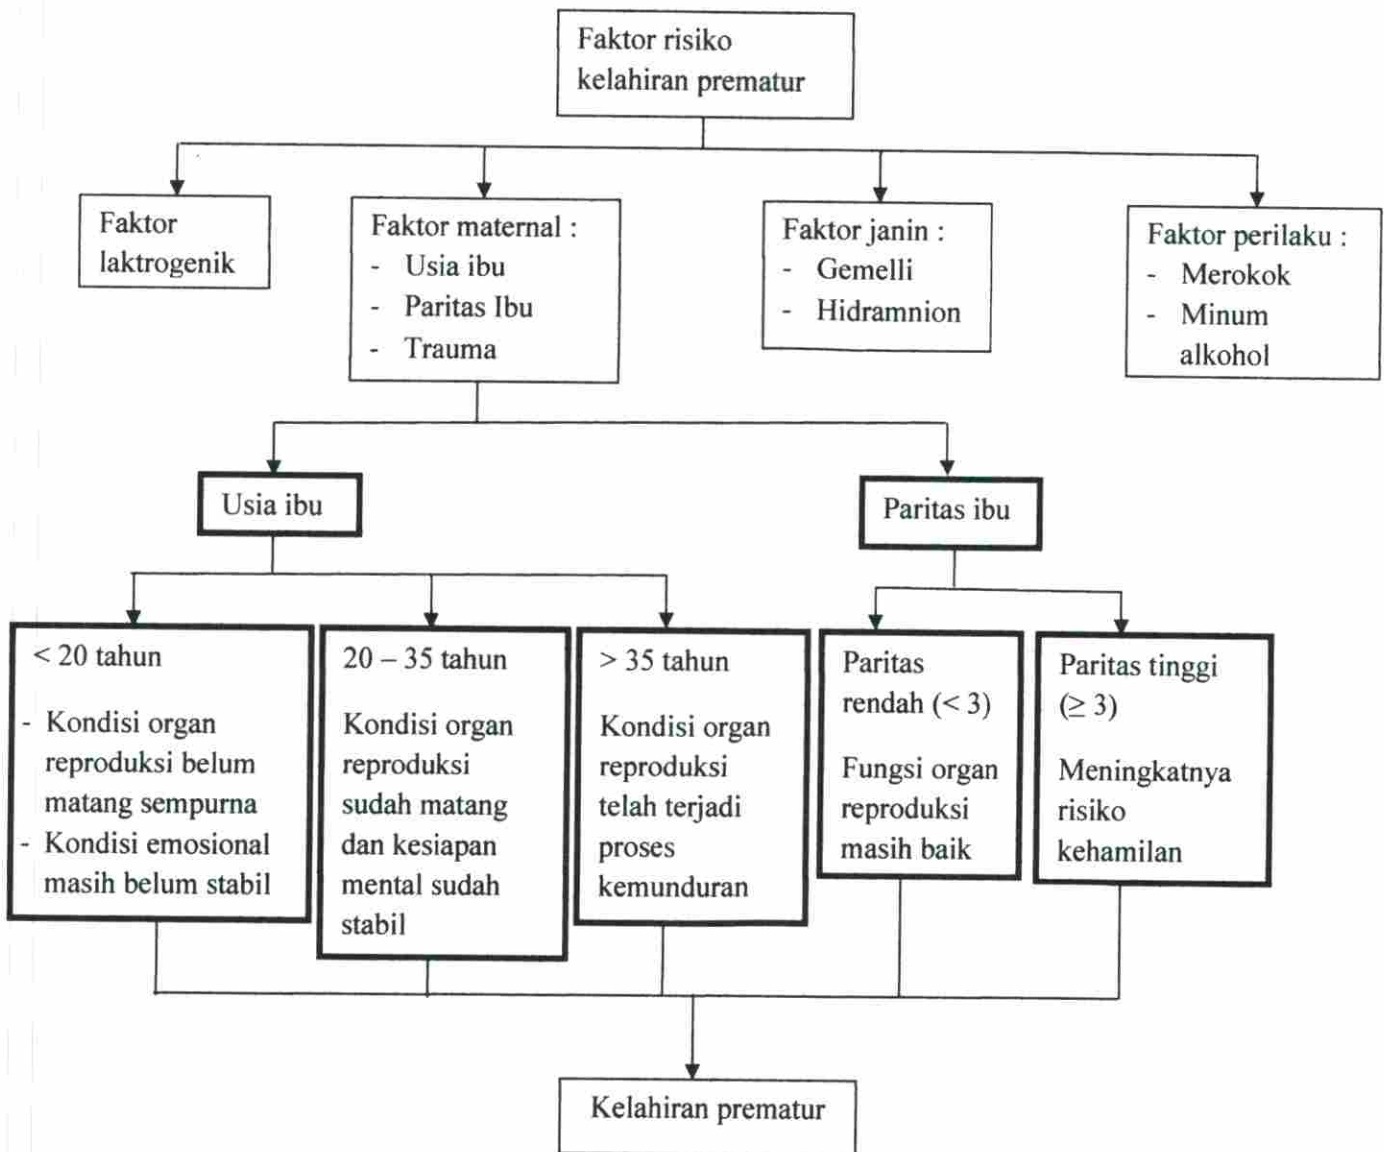 Faktor risiko
kelahiran prematur
Faktor
laktrogenik
Faktor maternal :
- Usia ibu
- Paritas Ibu
- Trauma
Faktor janin :
- Gemelli
- Hidramnion
Faktor perilaku :
- Merokok
- Minum
alkohol
Usia ibu
Paritas ibu
< 20 tahun
- Kondisi organ
reproduksi belum
matang sempurna
- Kondisi emosional
masih belum stabil
20 – 35 tahun
Kondisi organ
reproduksi
sudah matang
dan kesiapan
mental sudah
stabil
> 35 tahun
Kondisi organ
reproduksi
telah terjadi
proses
kemunduran
Paritas
rendah (< 3)
Fungsi organ
reproduksi
masih baik
Paritas tinggi
(≥ 3)
Meningkatnya
risiko
kehamilan
Kelahiran prematur